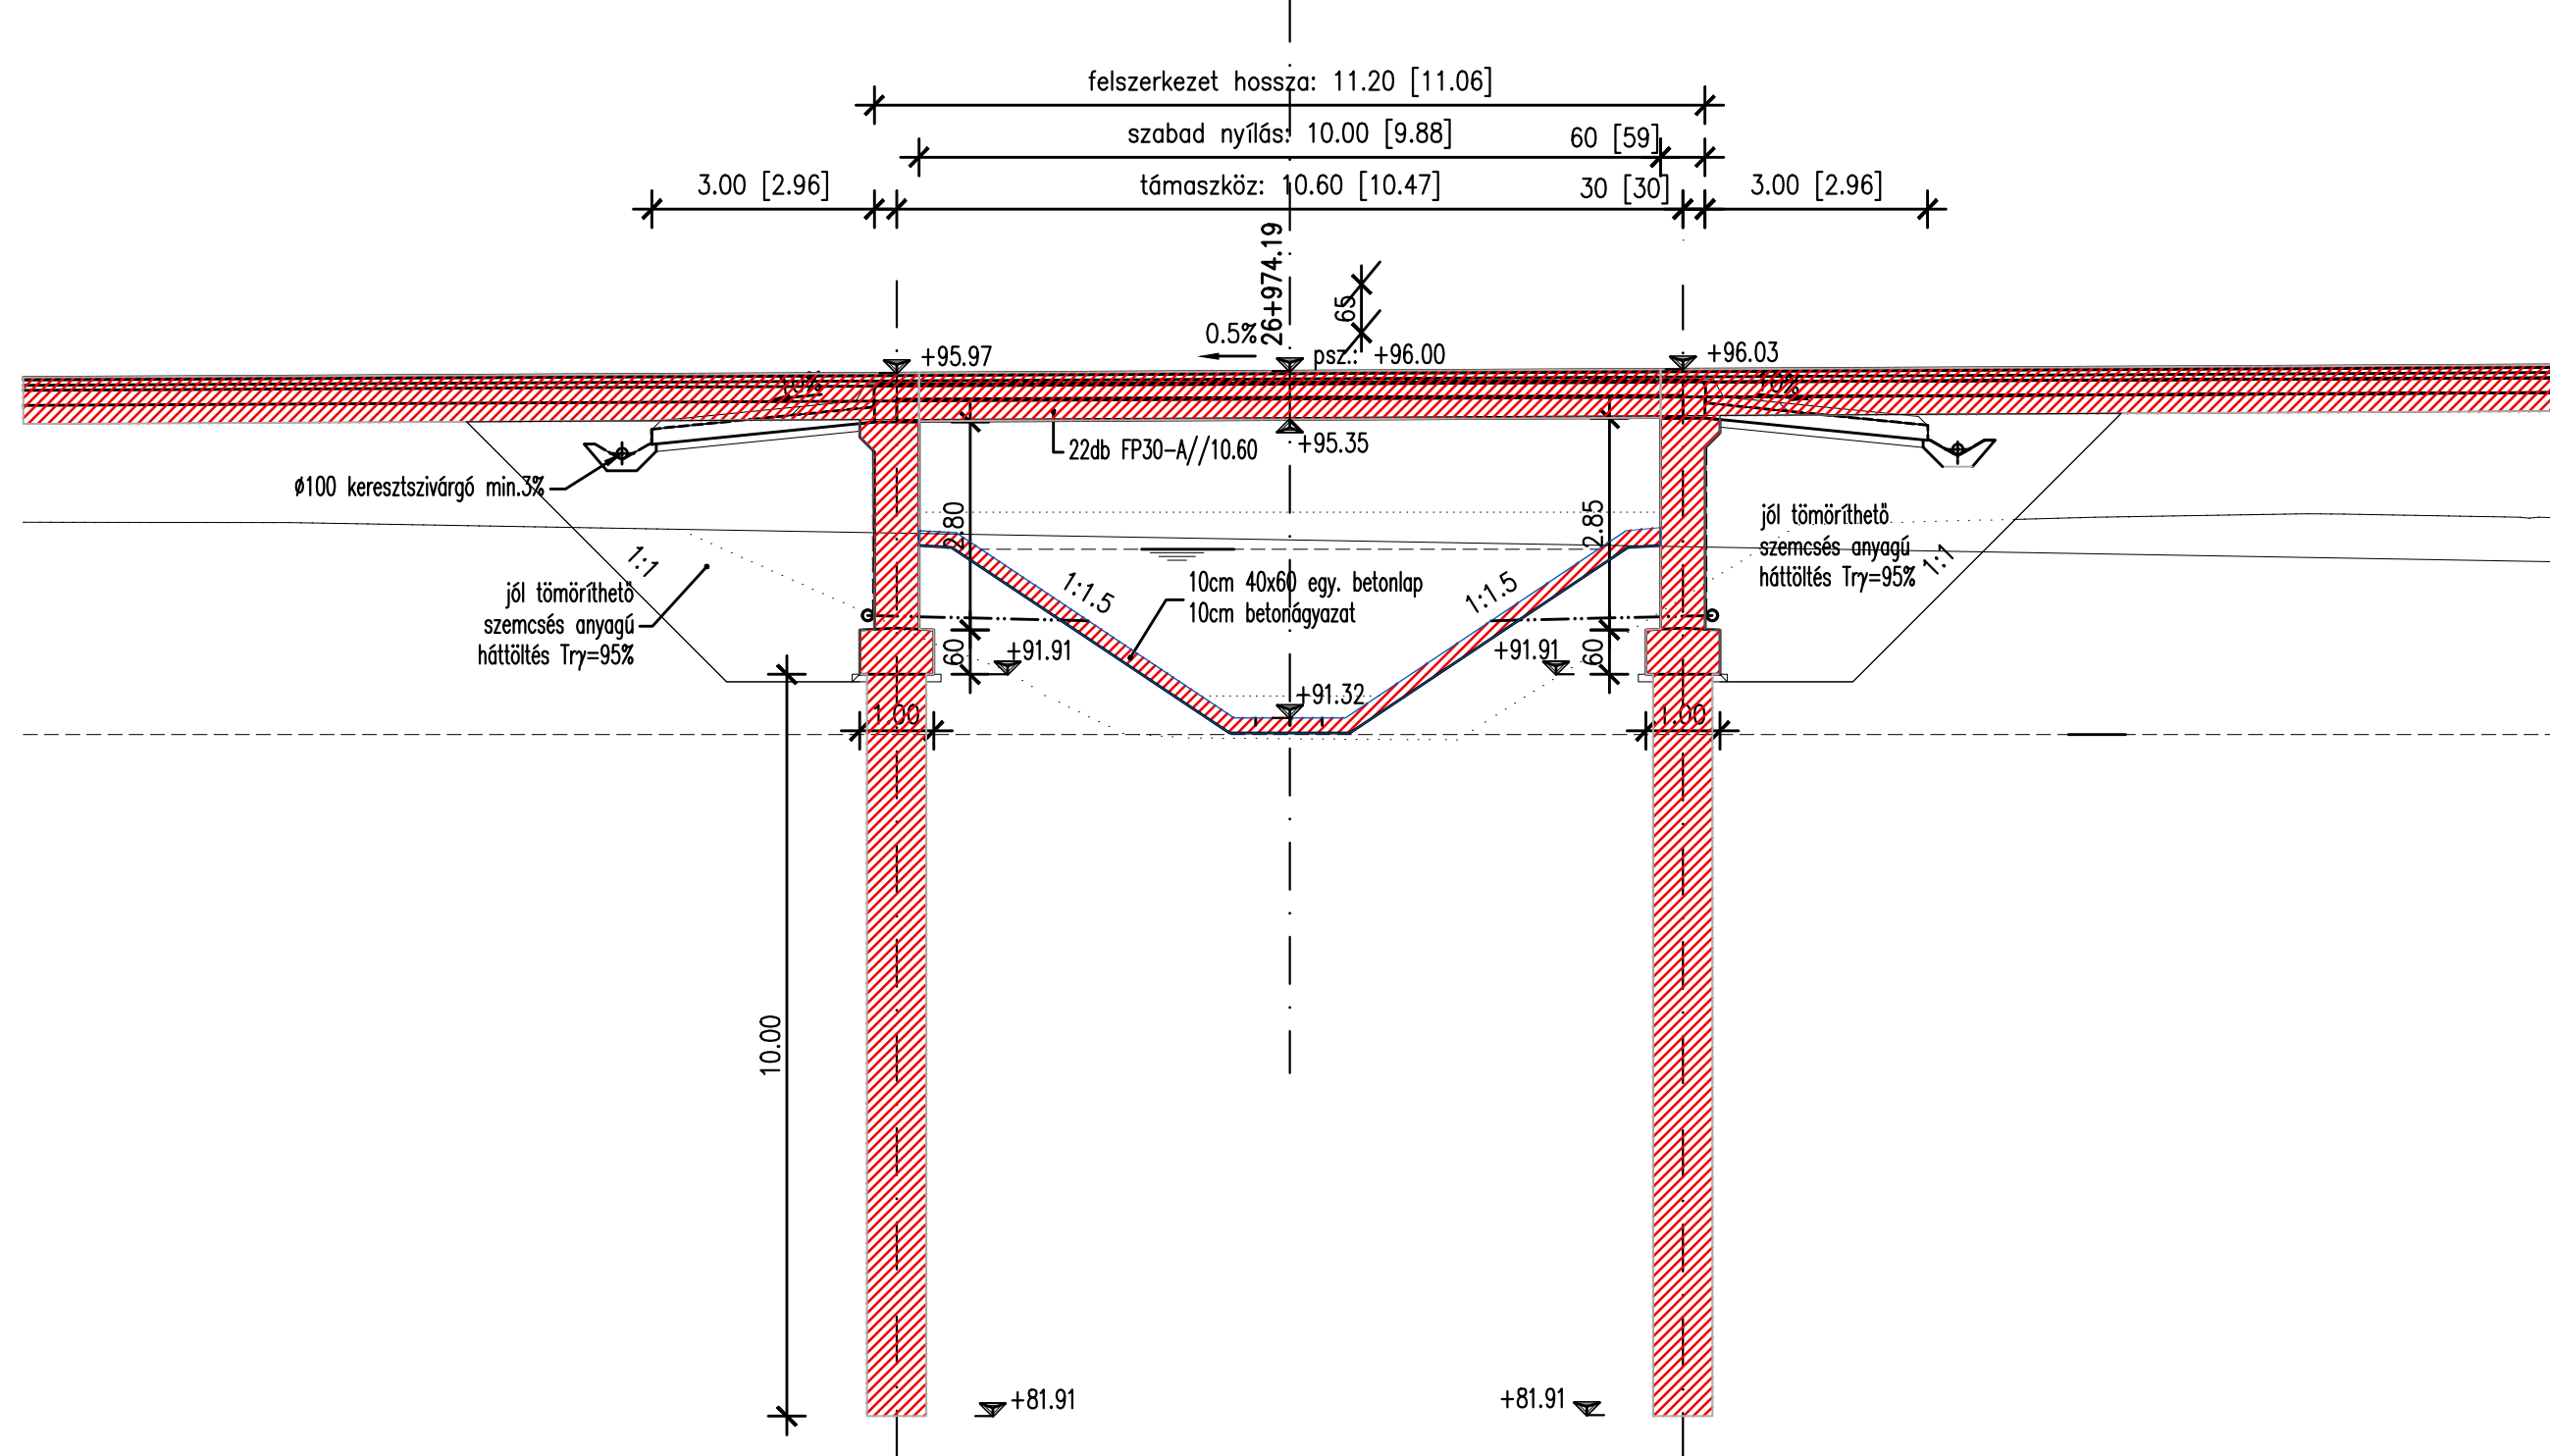 felszerkezet hossza: 11.20 [11.06]
szabad nyílás: 10.00 [9.88]
60 [59]
3.00 [2.96]
támaszköz: 10.60 [10.47]
30 [30]
3.00 [2.96]
26+974.19
65
0.5%
+95.97
psz.: +96.00
+96.03
10%
10%
22db FP30-A//10.60
+95.35
Ø100 keresztszivárgó min.3%
2.80
2.85
jól tömöríthető
szemcsés anyagú
háttöltés Trγ=95%
1:1
1:1
1:1.5
1:1.5
10cm 40x60 egy. betonlap
10cm betonágyazat
jól tömöríthető
szemcsés anyagú
háttöltés Trγ=95%
60
+91.91
+91.91
60
+91.32
1.00
1.00
10.00
+81.91
+81.91